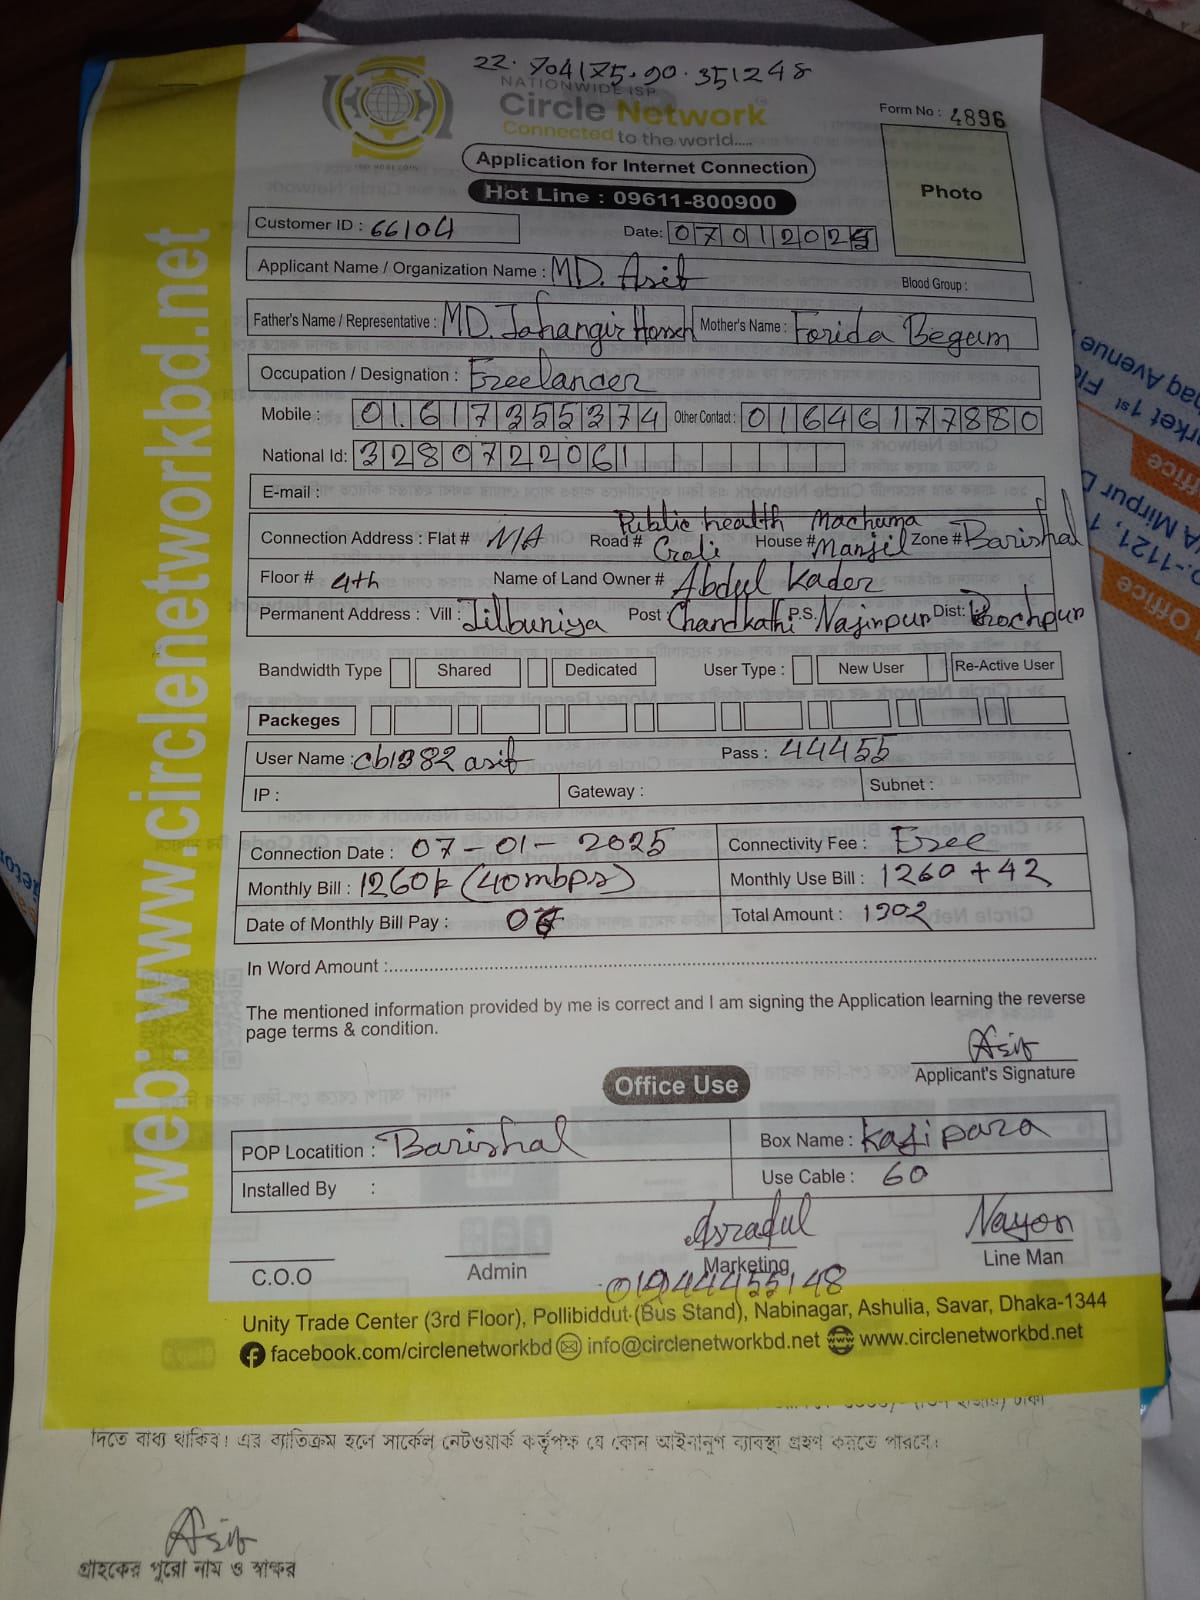 22.704175,90.351248
NATIONWIDE ISP
Circle Network
Connected to the world.....
Form No : 4896
Application for Internet Connection
Photo
Hot Line : 09611-800900
Customer ID : 66104
Date: 07012025
Applicant Name / Organization Name : MD. Asif
Blood Group :
Father's Name / Representative : MD. Jahangir Hossen Mother's Name : Forida Begum
Occupation / Designation : Freelancer
Mobile : 01617355374 Other Contact : 01646177880
National Id: 3280722061
E-mail :
Public health Machuma
Connection Address : Flat # N/A Road # Goli House # Manjil Zone # Barishal
Floor # 4th Name of Land Owner # Abdul Kader
Permanent Address : Vill : Jilbuniya Post : Chandkathi P.S. Najirpur Dist: Pirochpur
Bandwidth Type Shared Dedicated User Type : New User Re-Active User
Packeges
User Name : cb1382 asif Pass : 44455
IP : Gateway : Subnet :
Connection Date : 07-01-2025 Connectivity Fee : Free
Monthly Bill : 1260/- (40mbps) Monthly Use Bill : 1260+42
Date of Monthly Bill Pay : Total Amount : 1302
In Word Amount :
The mentioned information provided by me is correct and I am signing the Application learning the reverse
page terms & condition.
Asif
Applicant's Signature
Office Use
POP Locatition : Barishal Box Name : Kazi para
Installed By : Use Cable : 60
Asraful Nayon
C.O.O Admin Marketing Line Man
01944455148
Unity Trade Center (3rd Floor), Pollibiddut (Bus Stand), Nabinagar, Ashulia, Savar, Dhaka-1344
facebook.com/circlenetworkbd info@circlenetworkbd.net www.circlenetworkbd.net
web: www.circlenetworkbd.net
দিতে বাধ্য থাকিব। এর ব্যতিক্রম হলে সার্কেল নেটওয়ার্ক কর্তৃপক্ষ যে কোন আইনানুগ ব্যবস্থা গ্রহণ করতে পারবে।
Asif
গ্রাহকের পুরো নাম ও স্বাক্ষর